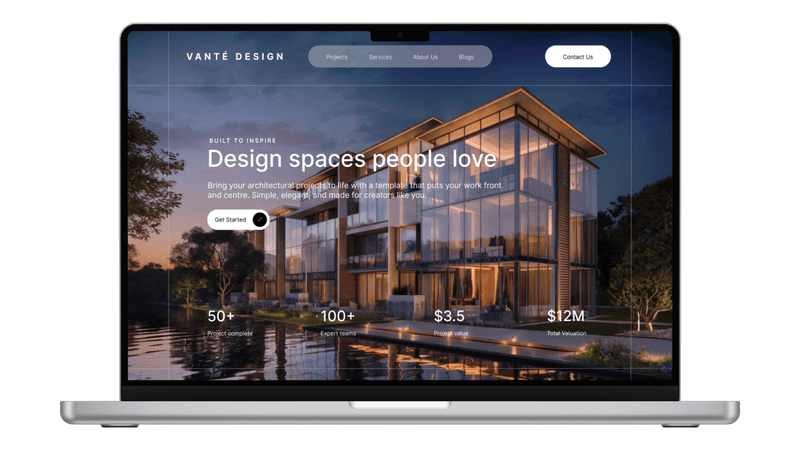 VANTÉ DESIGN
Projects Services About Us Blogs
Contact Us
BUILT TO INSPIRE
Design spaces people love
Bring your architectural projects to life with a template that puts your work front
and centre. Simple, elegant, and made for creators like you.
Get Started
50+ 100+ $3.5 $12M
Project complete Expert teams Project value Total Valuation